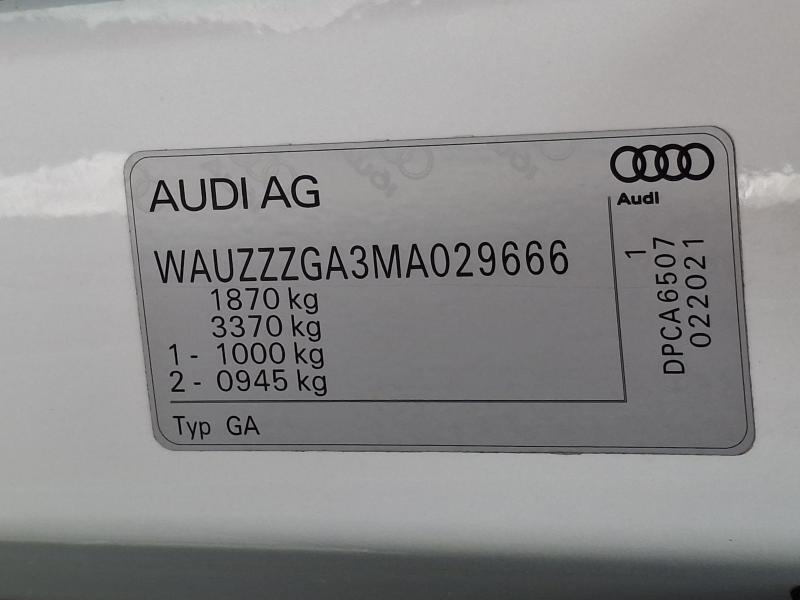 AUDI AG
Audi
WAUZZZGA3MA029666
1870 kg
3370 kg
1 - 1000 kg
2 - 0945 kg
Typ GA
1
DPCA6507
022021